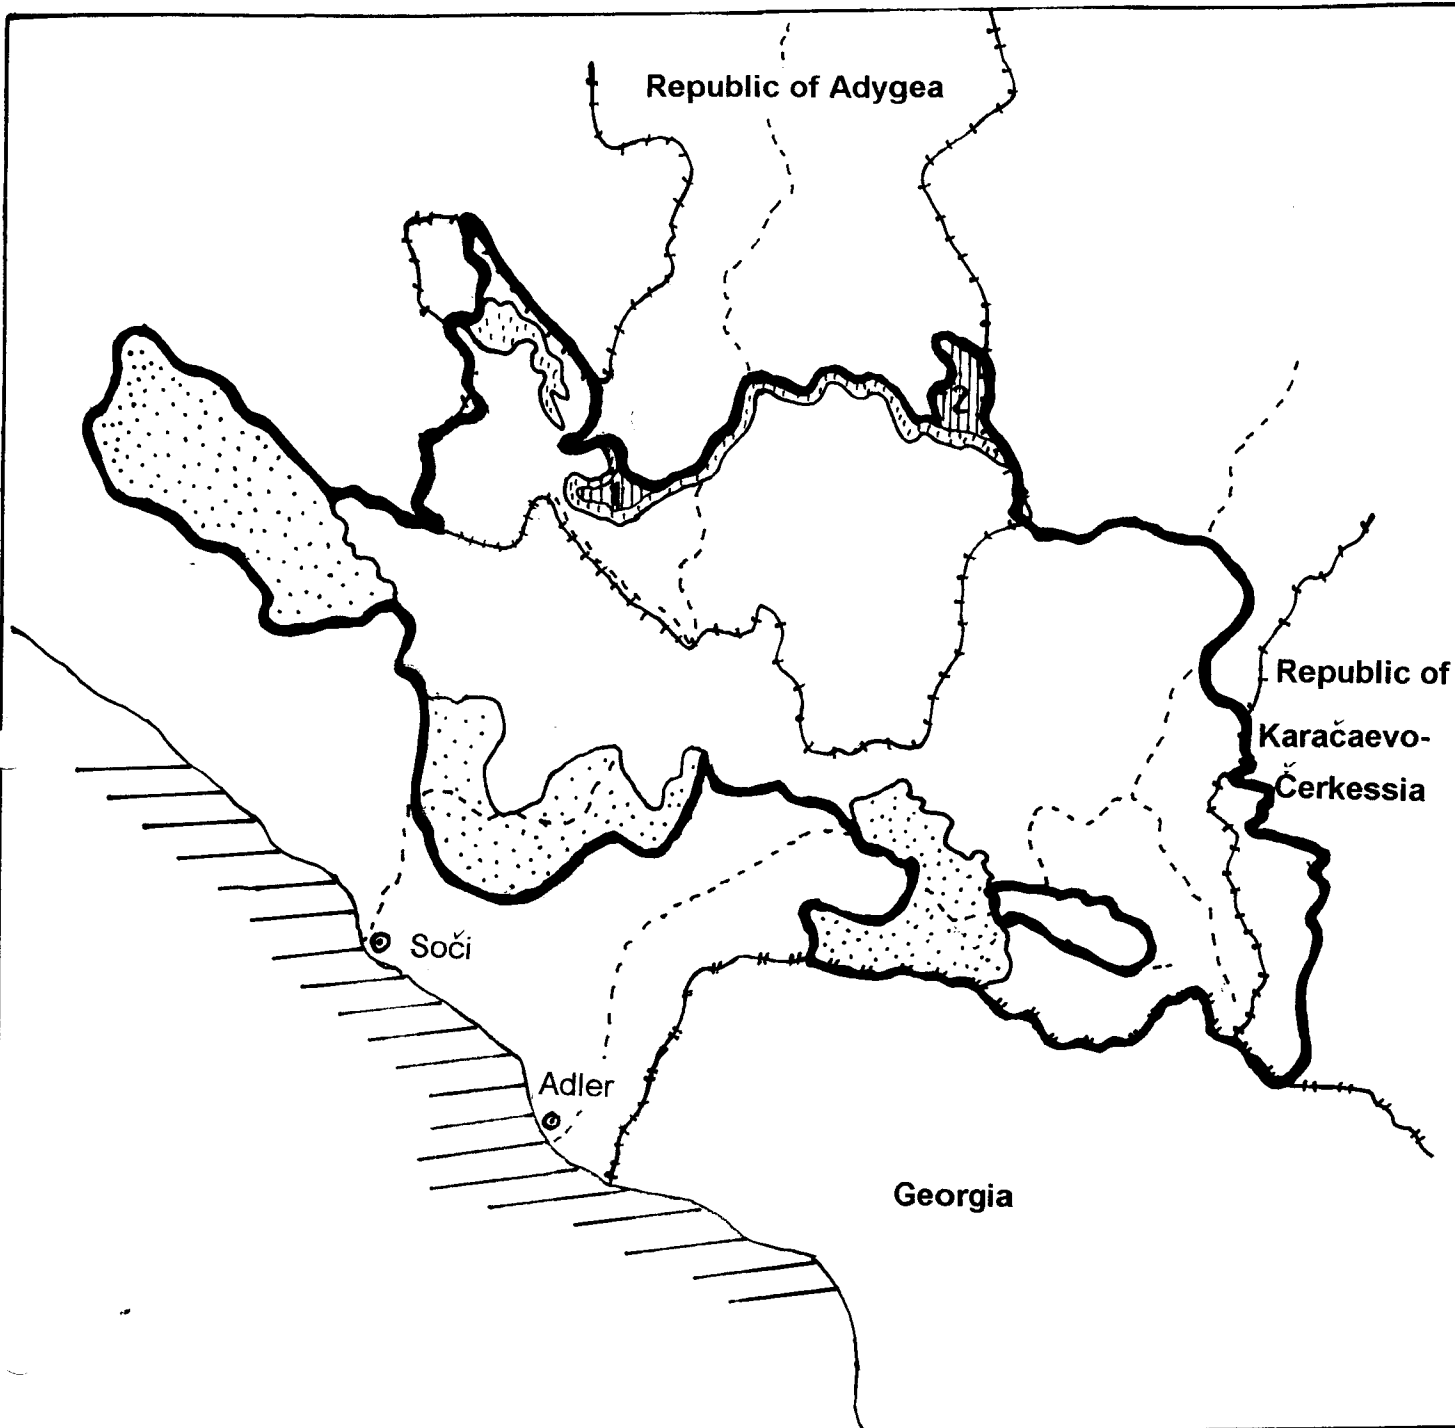 Republic of Adygea
2
1
Republic of
Karačaevo-
Čerkessia
Soči
Adler
Georgia